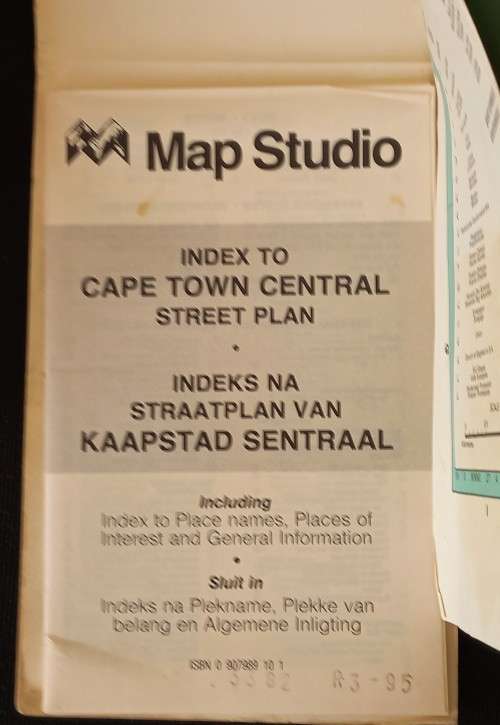 Map Studio
INDEX TO
CAPE TOWN CENTRAL
STREET PLAN
•
INDEKS NA
STRAATPLAN VAN
KAAPSTAD SENTRAAL
Including
Index to Place names, Places of
Interest and General Information
•
Sluit in
Indeks na Plekname, Plekke van
belang en Algemene Inligting
ISBN 0 907989 10 1
R3-95